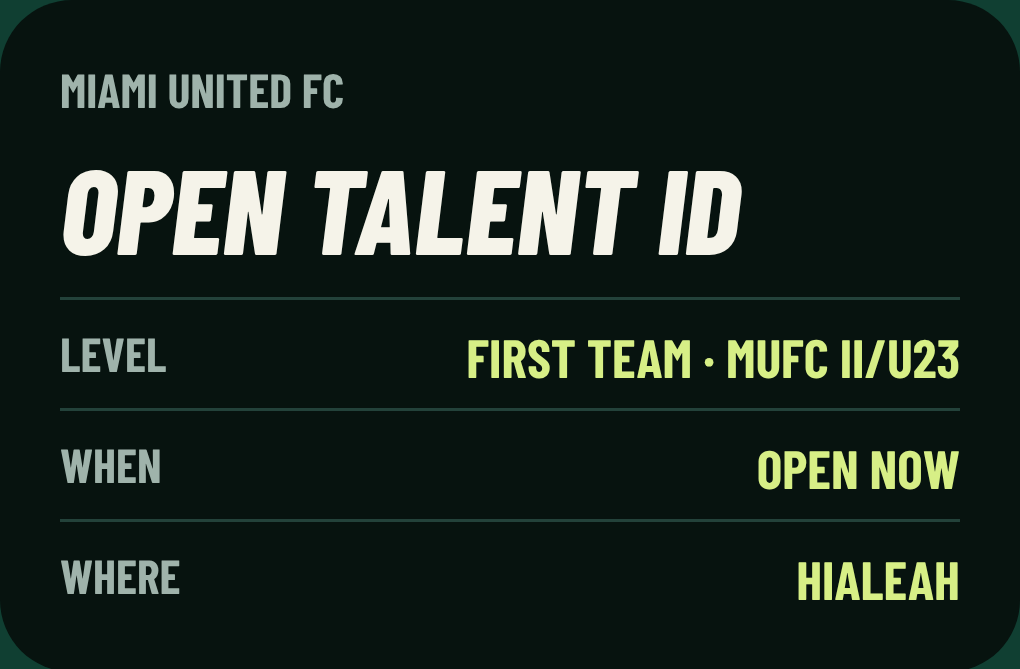 MIAMI UNITED FC
OPEN TALENT ID
LEVEL FIRST TEAM · MUFC II/U23
WHEN OPEN NOW
WHERE HIALEAH